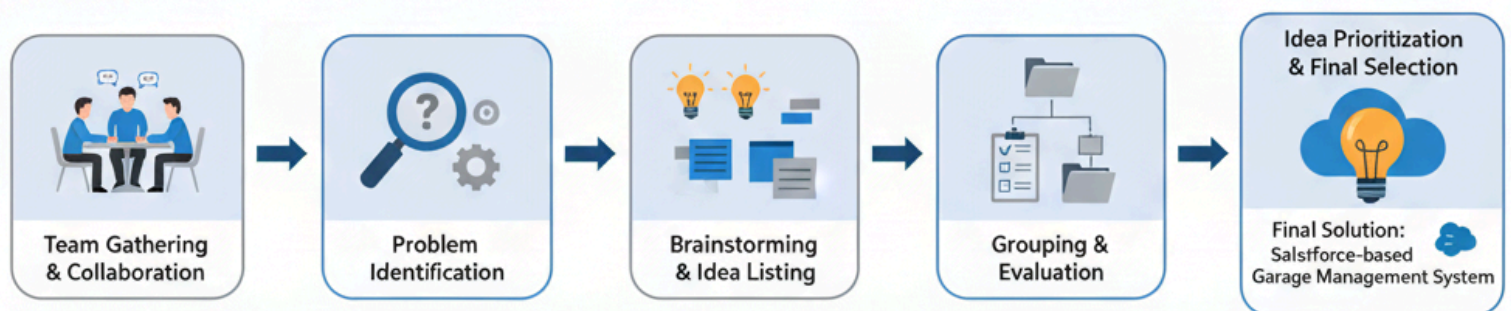 Team Gathering
& Collaboration
?
Problem
Identification
Brainstorming
& Idea Listing
Grouping &
Evaluation
Idea Prioritization
& Final Selection
Final Solution:
Salstforce-based
Garage Management System